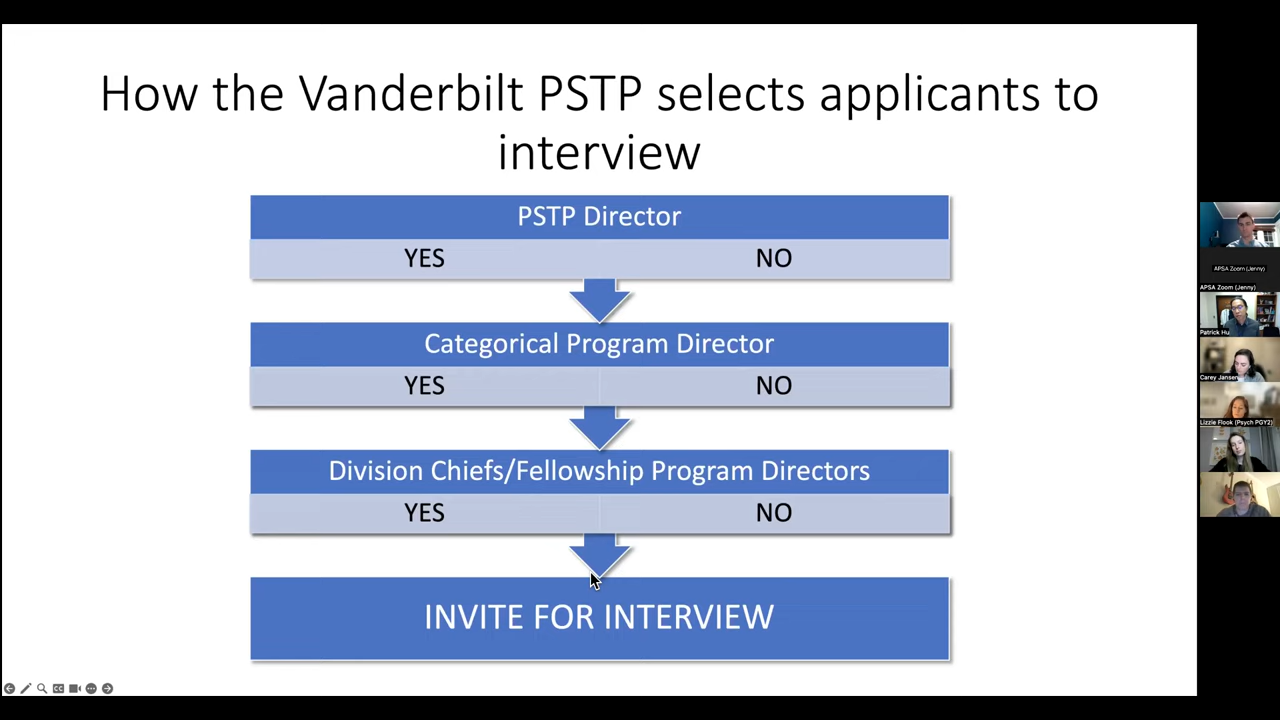 How the Vanderbilt PSTP selects applicants to
interview
PSTP Director
YES NO
Categorical Program Director
YES NO
Division Chiefs/Fellowship Program Directors
YES NO
INVITE FOR INTERVIEW
APSA Zoom (Jenny)
APSA Zoom (Jenny)
Patrick Hu
Carey Jansen
Lizzie Flook (Psych PGY2)
CC